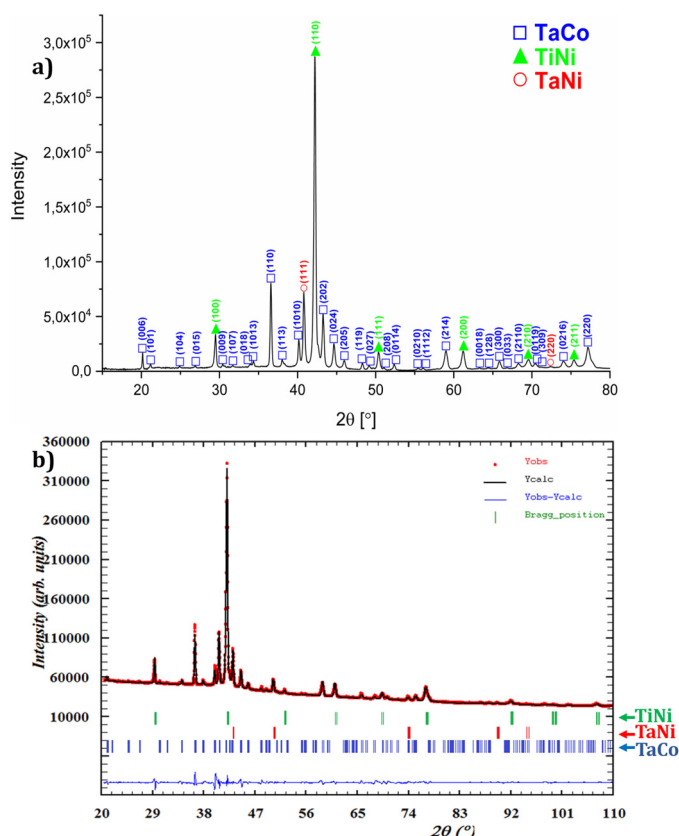 a)
TaCo
TiNi
TaNi
3.0x10⁵
2.5x10⁵
2.0x10⁵
1.5x10⁵
1.0x10⁵
5.0x10⁴
0.0
Intensity
(006)
(101)
(104)
(015)
(100)
(009)
(107)
(018)
(1013)
(110)
(113)
(1010)
(111)
(110)
(202)
(024)
(205)
(119)
(027)
(111)
(208)
(0114)
(0210)
(1112)
(214)
(200)
(0018)
(128)
(300)
(033)
(2110)
(210)
(0119)
(309)
(220)
(0216)
(211)
(220)
20 30 40 50 60 70 80
2θ [°]
b)
360000
310000
260000
210000
160000
110000
60000
10000
Intensity (arb. units)
Yobs
Ycalc
Yobs-Ycalc
Bragg_position
TiNi
TaNi
TaCo
20 29 38 47 56 65 74 83 92 101 110
2θ (°)